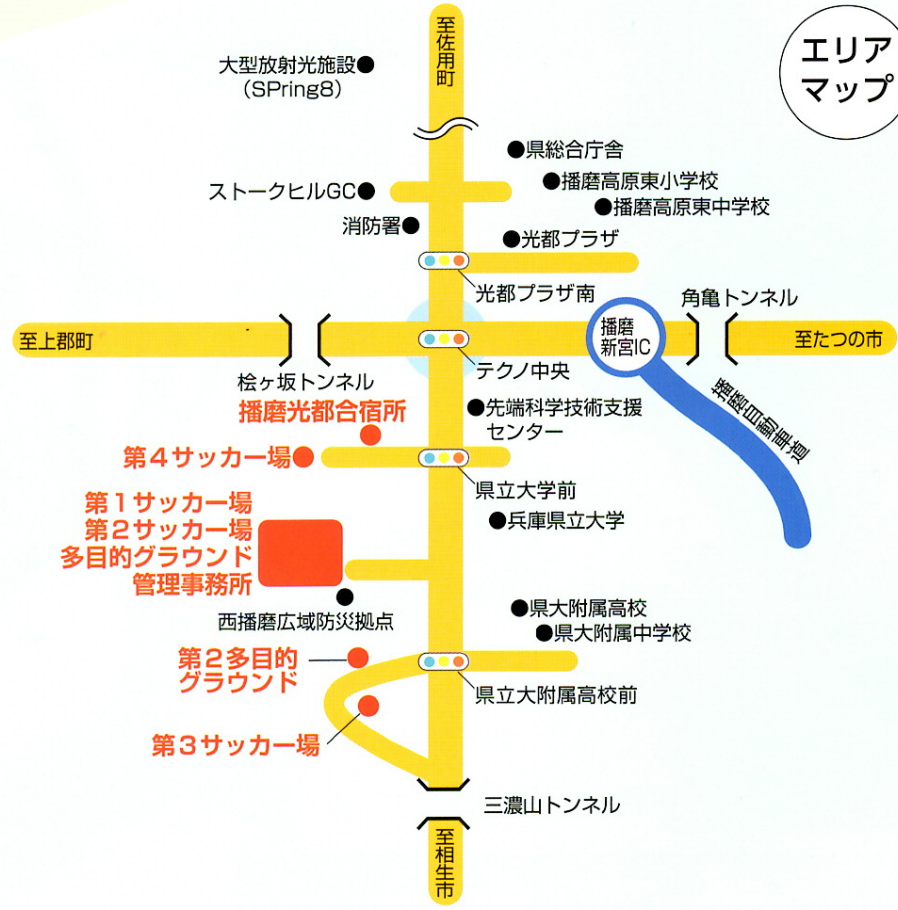 エリア
マップ
至佐用町
大型放射光施設
(SPring8)
県総合庁舎
播磨高原東小学校
ストークヒルGC
播磨高原東中学校
消防署
光都プラザ
光都プラザ南
角亀トンネル
至上郡町
播磨
新宮IC
至たつの市
桧ヶ坂トンネル
テクノ中央
播磨自動車道
播磨光都合宿所
先端科学技術支援
センター
第4サッカー場
県立大学前
第1サッカー場
第2サッカー場
多目的グラウンド
管理事務所
兵庫県立大学
西播磨広域防災拠点
県大附属高校
県大附属中学校
第2多目的
グラウンド
県立大附属高校前
第3サッカー場
三濃山トンネル
至相生市